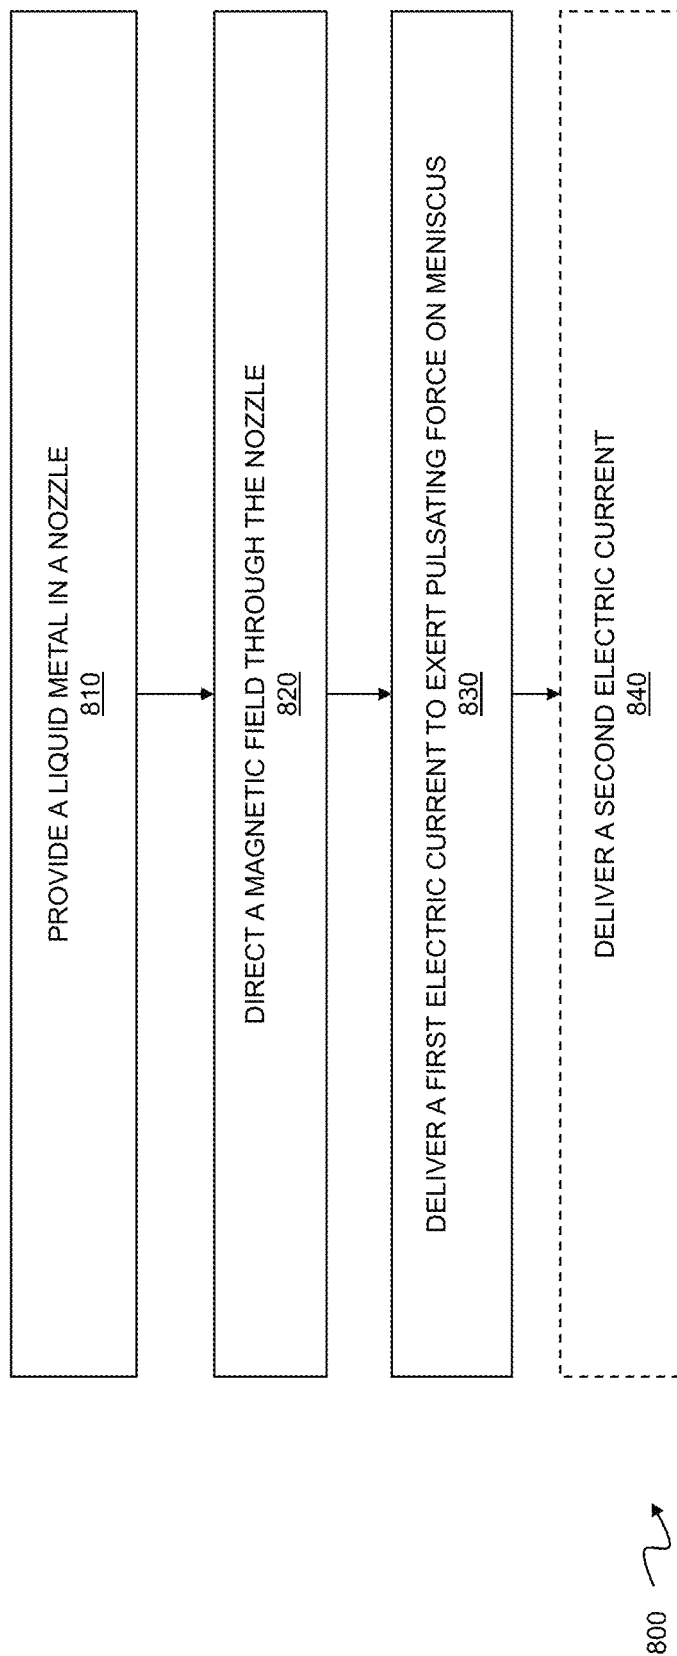 PROVIDE A LIQUID METAL IN A NOZZLE
810
DIRECT A MAGNETIC FIELD THROUGH THE NOZZLE
820
DELIVER A FIRST ELECTRIC CURRENT TO EXERT PULSATING FORCE ON MENISCUS
830
DELIVER A SECOND ELECTRIC CURRENT
840
800